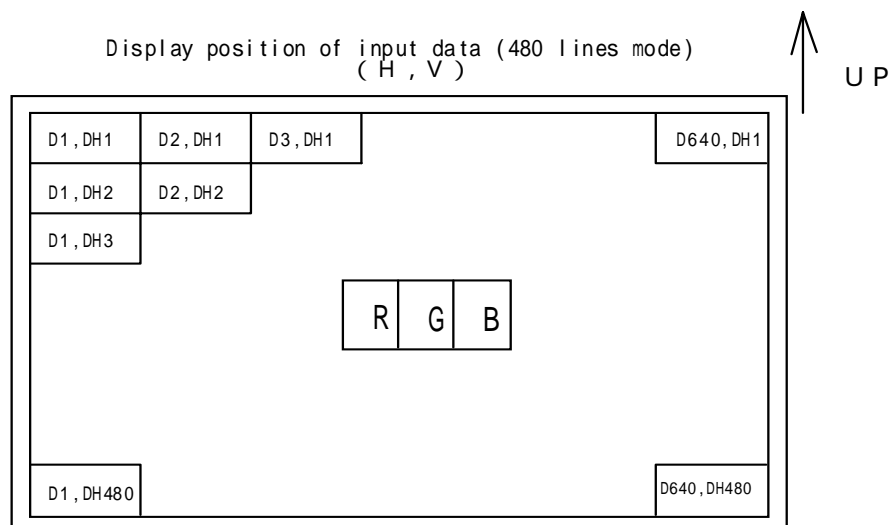 Display position of input data (480 lines mode)
( H , V )
U P
D1,DH1 D2,DH1 D3,DH1 D640,DH1
D1,DH2 D2,DH2
D1,DH3
R G B
D1,DH480 D640,DH480